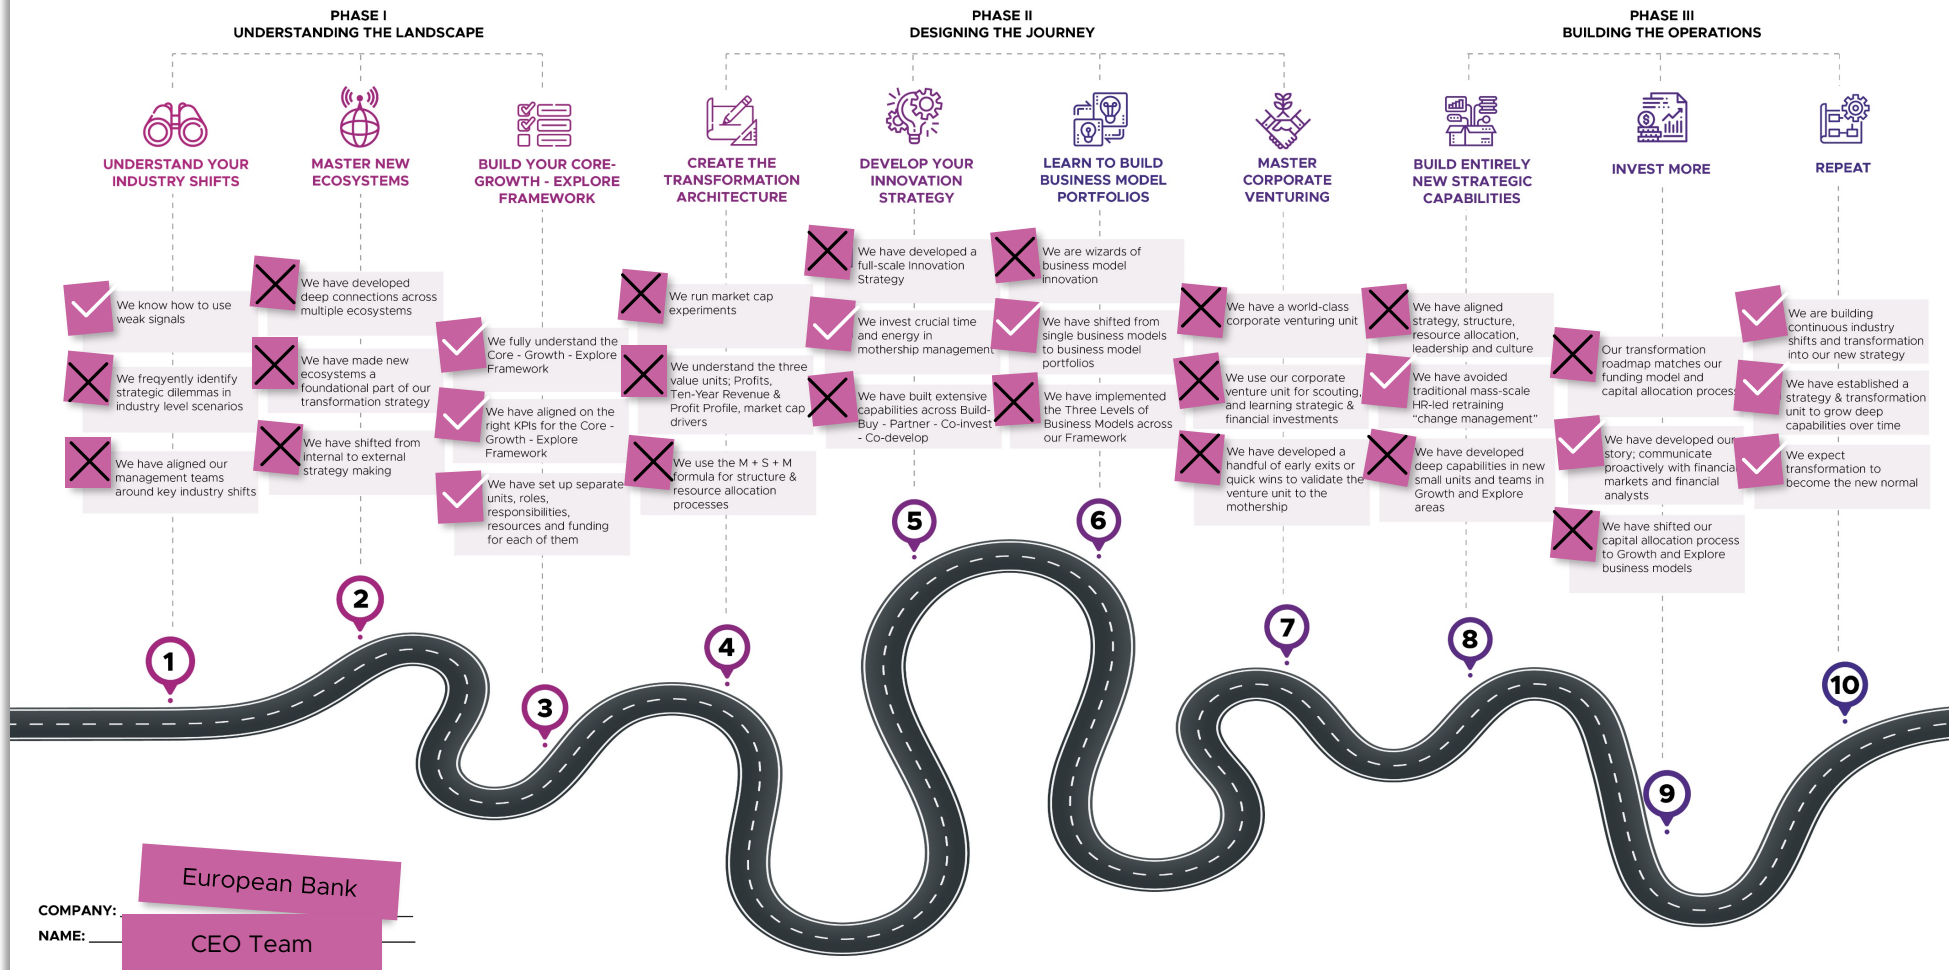 PHASE I
UNDERSTANDING THE LANDSCAPE
PHASE II
DESIGNING THE JOURNEY
PHASE III
BUILDING THE OPERATIONS
UNDERSTAND YOUR
INDUSTRY SHIFTS
We know how to use
weak signals
We freqyently identify
strategic dilemmas in
industry level scenarios
We have aligned our
management teams
around key industry shifts
MASTER NEW
ECOSYSTEMS
We have developed
deep connections across
multiple ecosystems
We have made new
ecosystems a
foundational part of our
transformation strategy
We have shifted from
internal to external
strategy making
BUILD YOUR CORE-
GROWTH - EXPLORE
FRAMEWORK
We fully understand the
Core - Growth - Explore
Framework
We have aligned on the
right KPIs for the Core -
Growth - Explore
Framework
We have set up separate
units, roles,
responsibilities,
resources and funding
for each of them
CREATE THE
TRANSFORMATION
ARCHITECTURE
We run market cap
experiments
We understand the three
value units; Profits,
Ten-Year Revenue &
Profit Profile, market cap
drivers
We use the M + S + M
formula for structure &
resource allocation
processes
DEVELOP YOUR
INNOVATION
STRATEGY
We have developed a
full-scale Innovation
Strategy
We invest crucial time
and energy in
mothership management
We have built extensive
capabilities across Build-
Buy - Partner - Co-invest
- Co-develop
LEARN TO BUILD
BUSINESS MODEL
PORTFOLIOS
We are wizards of
business model
innovation
We have shifted from
single business models
to business model
portfolios
We have implemented
the Three Levels of
Business Models across
our Framework
MASTER
CORPORATE
VENTURING
We have a world-class
corporate venturing unit
We use our corporate
venture unit for scouting,
and learning strategic &
financial investments
We have developed a
handful of early exits or
quick wins to validate the
venture unit to the
mothership
BUILD ENTIRELY
NEW STRATEGIC
CAPABILITIES
We have aligned
strategy, structure,
resource allocation,
leadership and culture
We have avoided
traditional mass-scale
HR-led retraining
"change management"
We have developed
deep capabilities in new
small units and teams in
Growth and Explore
areas
INVEST MORE
Our transformation
roadmap matches our
funding model and
capital allocation process
We have developed our
story; communicate
proactively with financial
markets and financial
analysts
We have shifted our
capital allocation process
to Growth and Explore
business models
REPEAT
We are building
continuous industry
shifts and transformation
into our new strategy
We have established a
strategy & transformation
unit to grow deep
capabilities over time
We expect
transformation to
become the new normal
1
2
3
4
5
6
7
8
9
10
COMPANY: European Bank
NAME: CEO Team